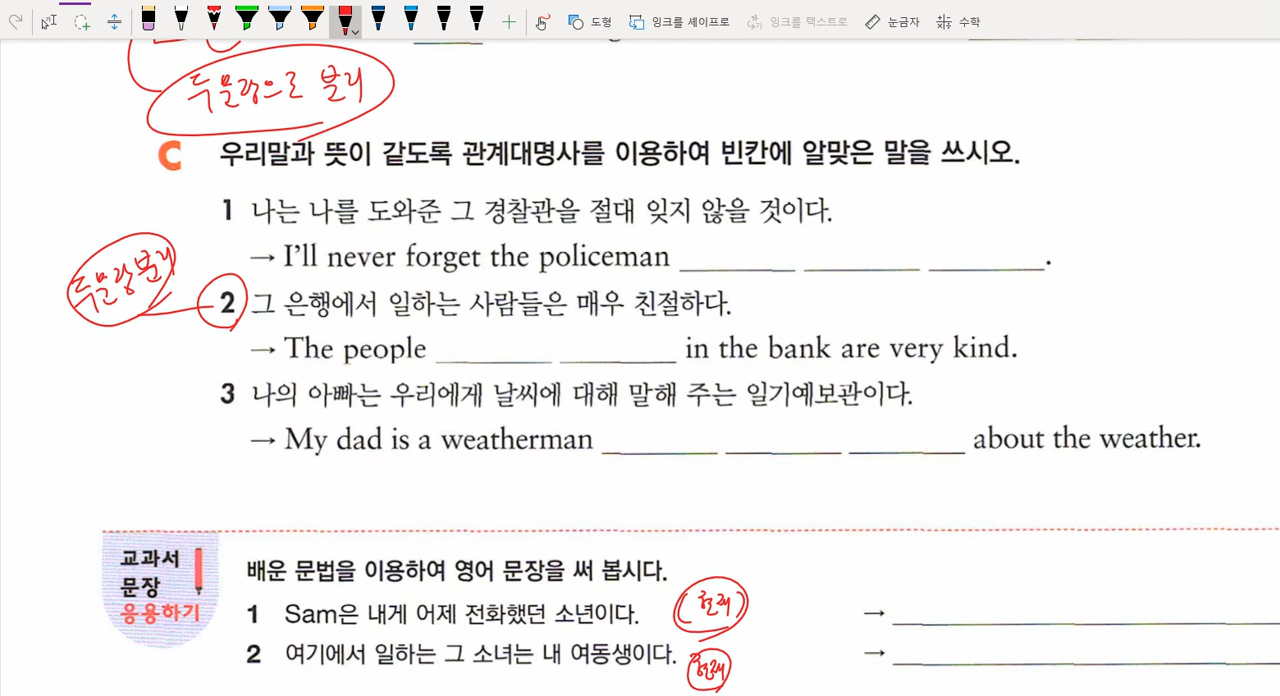 도형 잉크를 셰이프로 잉크를 텍스트로 눈금자 수학
두 문장으로 분리
C 우리말과 뜻이 같도록 관계대명사를 이용하여 빈칸에 알맞은 말을 쓰시오.
1 나는 나를 도와준 그 경찰관을 절대 잊지 않을 것이다.
→ I'll never forget the policeman ________ ________ ________.
두 문장 분리
2 그 은행에서 일하는 사람들은 매우 친절하다.
→ The people ________ ________ in the bank are very kind.
3 나의 아빠는 우리에게 날씨에 대해 말해 주는 일기예보관이다.
→ My dad is a weatherman ________ ________ ________ about the weather.
교과서
문장
응용하기
배운 문법을 이용하여 영어 문장을 써 봅시다.
1 Sam은 내게 어제 전화했던 소년이다. (현재) →
2 여기에서 일하는 그 소녀는 내 여동생이다. 현재 →